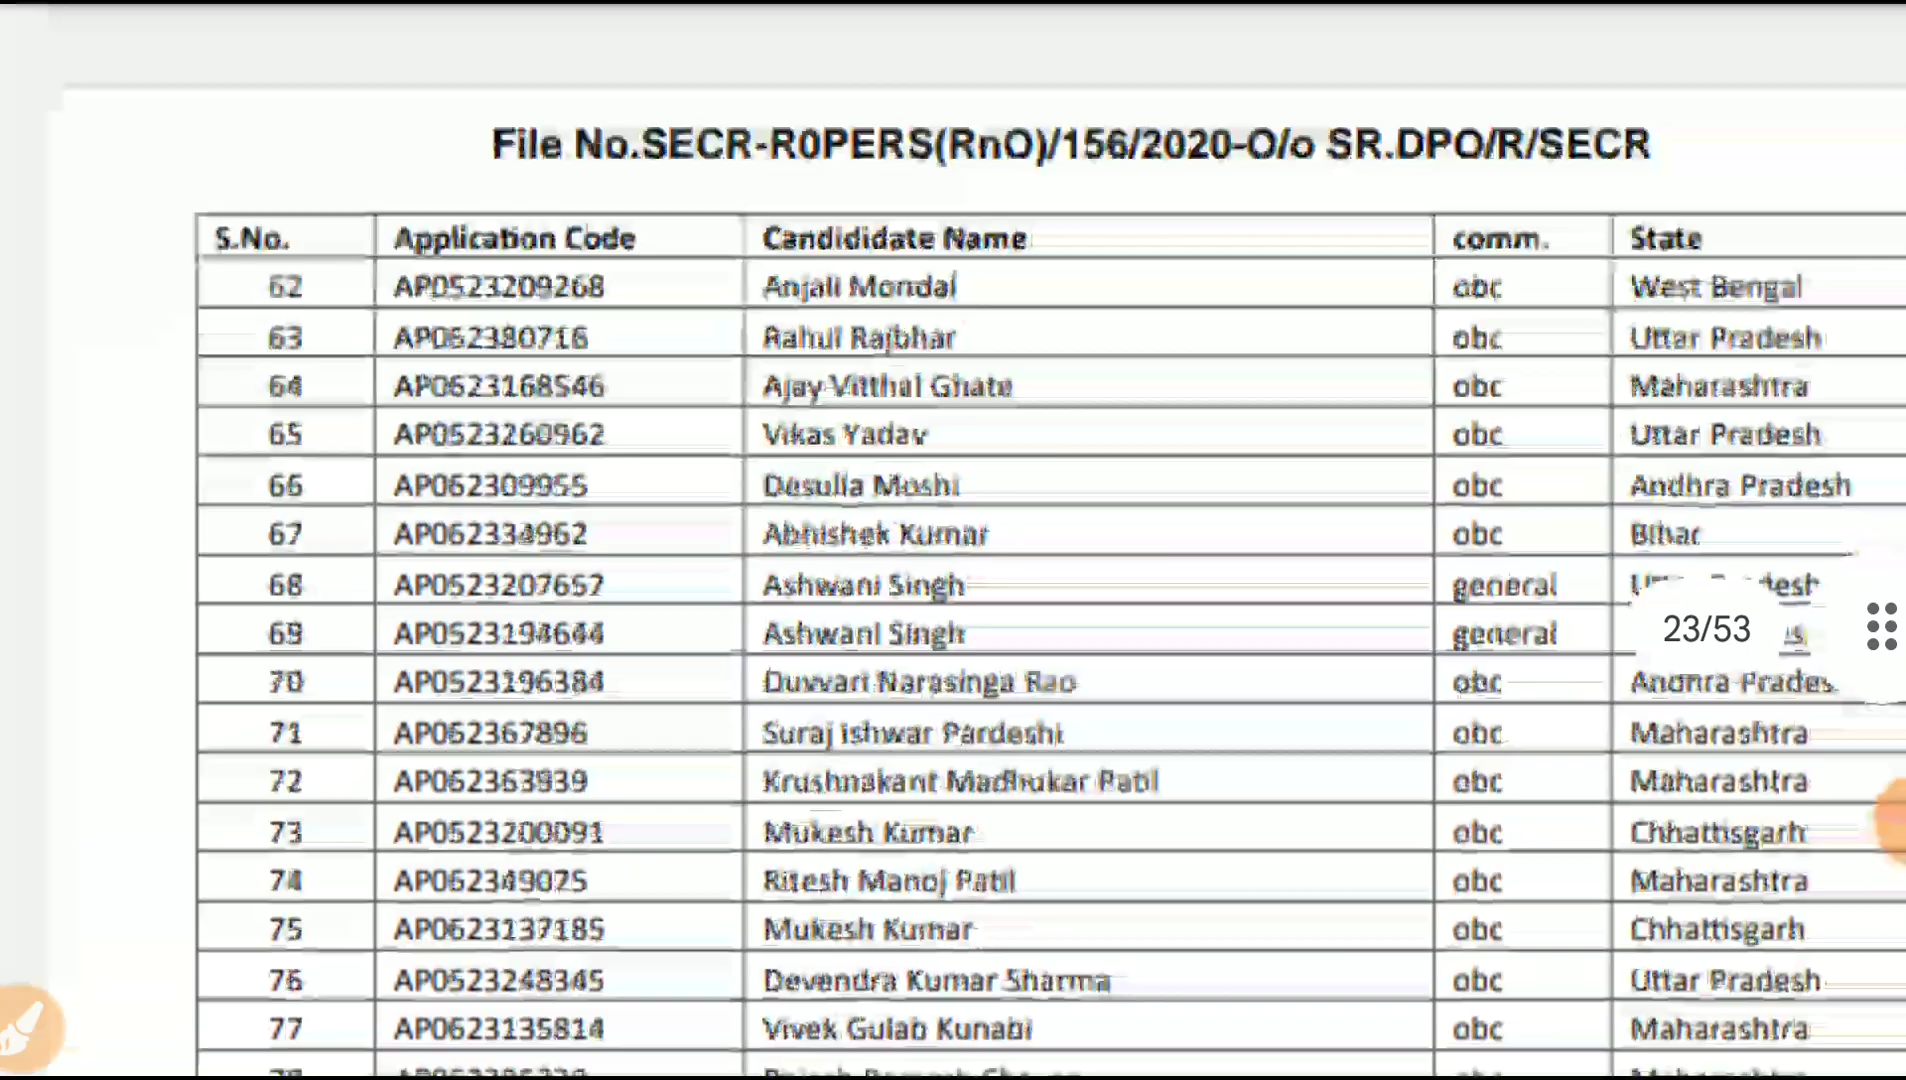 File No.SECR-R0PERS(RnO)/156/2020-O/o SR.DPO/R/SECR
S.No. Application Code Candididate Name comm. State
62 AP0523209268 Anjali Mondal obc West Bengal
63 AP062380716 Rahul Rajbhar obc Uttar Pradesh
64 AP0623168546 Ajay Vitthal Ghate obc Maharashtra
65 AP0523260962 Vikas Yadav obc Uttar Pradesh
66 AP062309955 Desulla Moshi obc Andhra Pradesh
67 AP062334962 Abhishek Kumar obc Bihar
68 AP0523207657 Ashwani Singh general
69 AP0523194644 Ashwani Singh general
23/53
70 AP0523196384 Duvvari Narasinga Rao obc Andhra
71 AP062367896 Suraj Ishwar Pardeshi obc Maharashtra
72 AP062363939 Krushnakant Madhukar Patil obc Maharashtra
73 AP0523200091 Mukesh Kumar obc Chhattisgarh
74 AP062349075 Ritesh Manoj Patil obc Maharashtra
75 AP0623137185 Mukesh Kumar obc Chhattisgarh
76 AP0523248345 Devendra Kumar Sharma obc Uttar Pradesh
77 AP0623135814 Vivek Gulab Kunabi obc Maharashtra